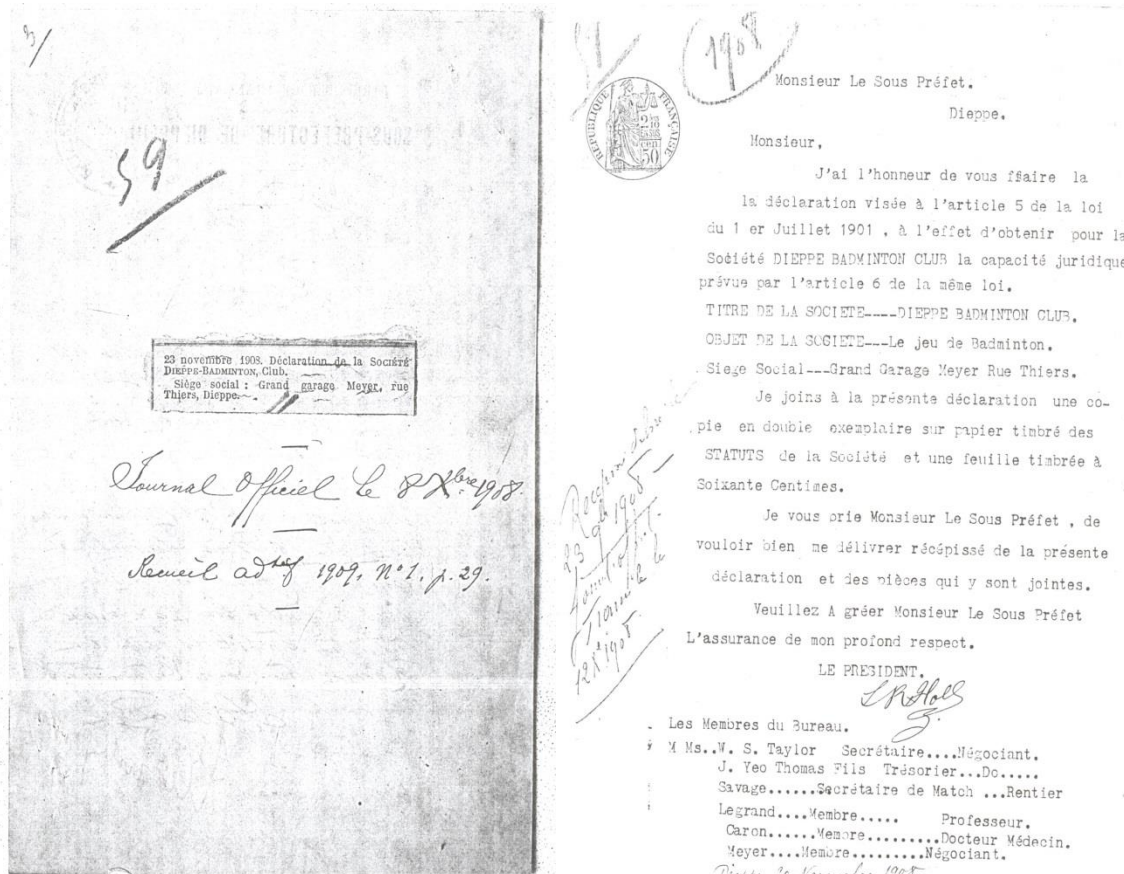 59
23 novembre 1908. Déclaration de la SOCIÉTÉ
DIEPPE-BADMINTON, Club.
Siège social : Grand garage Meyer, rue
Thiers, Dieppe.
Journal Officiel le 8 Xbre 1908.
Recueil adtif 1909. n°1. p. 29.
1908
RÉPUBLIQUE FRANÇAISE
50
Monsieur Le Sous Préfet.
Dieppe.
Monsieur,
J'ai l'honneur de vous ffaire la
la déclaration visée à l'article 5 de la loi
du 1 er Juillet 1901 , à l'effet d'obtenir pour la
Société DIEPPE BADMINTON CLUB la capacité juridique
prévue par l'article 6 de la même loi.
TITRE DE LA SOCIETE----DIEPPE BADMINTON CLUB.
OBJET DE LA SOCIETE---Le jeu de Badminton.
Siege Social---Grand Garage Meyer Rue Thiers.
Je joins à la présente déclaration une co-
pie en double exemplaire sur papier timbré des
STATUTS de la Société et une feuille timbrée à
Soixante Centimes.
Je vous prie Monsieur Le Sous Préfet , de
vouloir bien me délivrer récépissé de la présente
déclaration et des pièces qui y sont jointes.
Veuillez A gréer Monsieur Le Sous Préfet
L'assurance de mon profond respect.
LE PRESIDENT.
Les Membres du Bureau.
M Ms..W. S. Taylor Secrétaire....Négociant.
J. Yeo Thomas Fils Trésorier...Do.....
Savage......Secrétaire de Match ...Rentier
Legrand....Membre..... Professeur.
Caron......Memore.........Docteur Médecin.
Meyer....Membre.........Négociant.